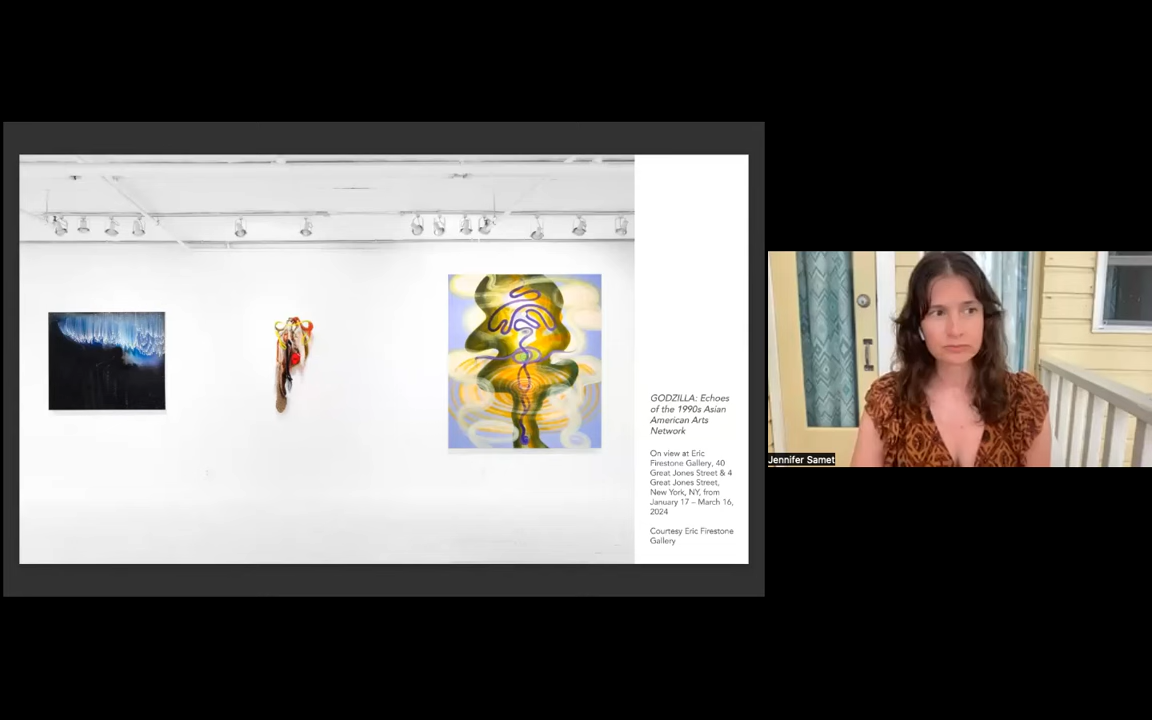 GODZILLA: Echoes
of the 1990s Asian
American Arts
Network
On view at Eric
Firestone Gallery, 40
Great Jones Street & 4
Great Jones Street,
New York, NY, from
January 17 – March 16,
2024
Courtesy Eric Firestone
Gallery
Jennifer Samet